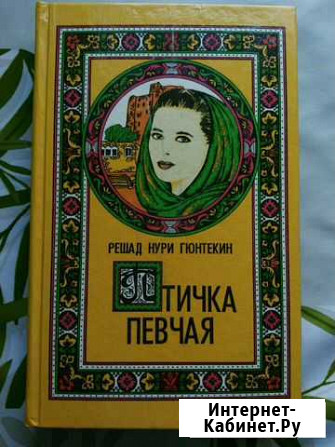 РЕШАД НУРИ ГЮНТЕКИН
ПТИЧКА
ПЕВЧАЯ
Интернет-
Кабинет.Ру